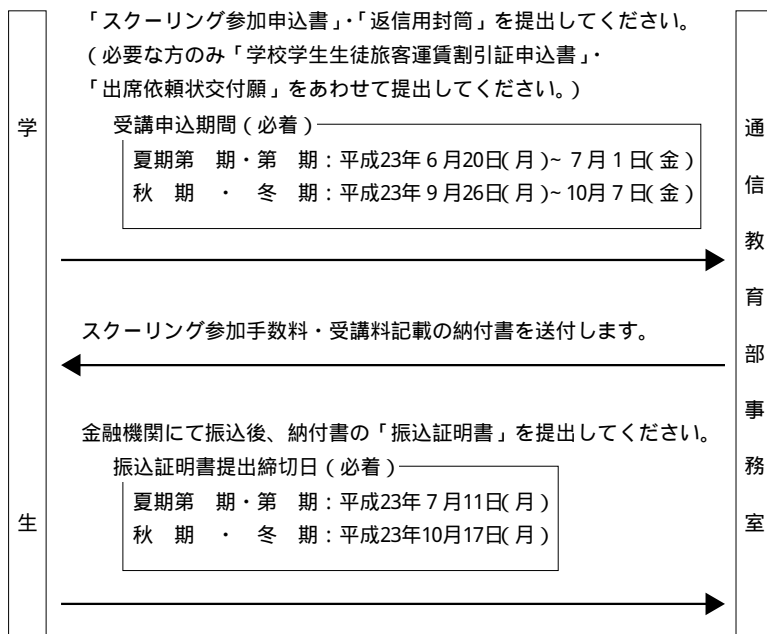 「スクーリング参加申込書」・「返信用封筒」を提出してください。
(必要な方のみ「学校学生生徒旅客運賃割引証申込書」・
「出席依頼状交付願」をあわせて提出してください。)
受講申込期間(必着)
夏期第 期・第 期:平成23年6月20日(月)~7月1日(金)
秋 期 ・ 冬 期:平成23年9月26日(月)~10月7日(金)
スクーリング参加手数料・受講料記載の納付書を送付します。
金融機関にて振込後、納付書の「振込証明書」を提出してください。
振込証明書提出締切日(必着)
夏期第 期・第 期:平成23年7月11日(月)
秋 期 ・ 冬 期:平成23年10月17日(月)
学生
通信教育部事務室